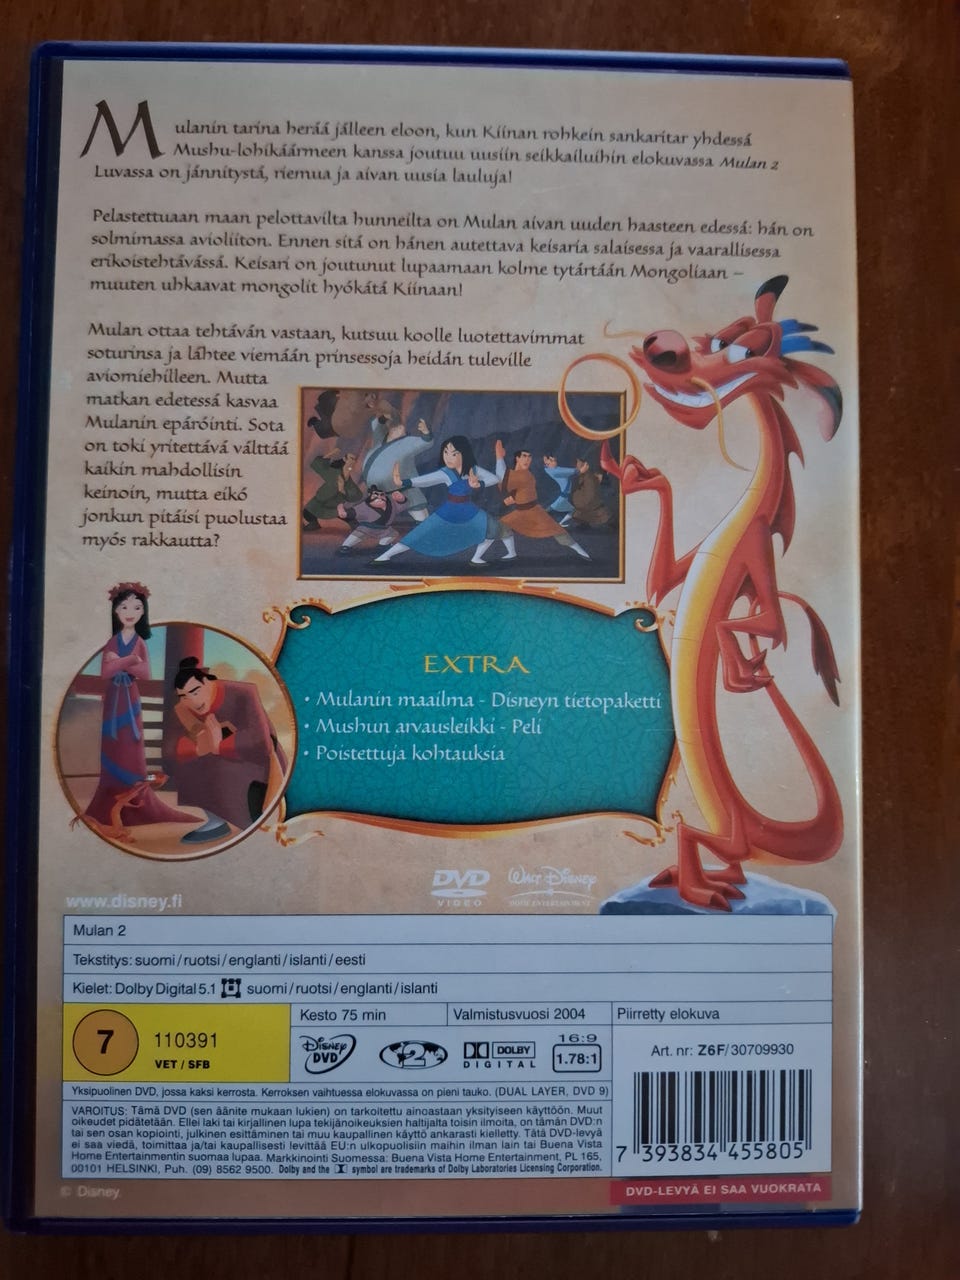 Mulanin tarina herää jälleen eloon, kun Kiinan rohkein sankaritar yhdessä
Mushu-lohikäärmeen kanssa joutuu uusiin seikkailuihin elokuvassa Mulan 2
Luvassa on jännitystä, riemua ja aivan uusia lauluja!
Pelastettuaan maan pelottavilta hunneilta on Mulan aivan uuden haasteen edessä: hän on
solmimassa avioliiton. Ennen sitä on hänen autettava keisaria salaisessa ja vaarallisessa
erikoistehtävässä. Keisari on joutunut lupaamaan kolme tytärtään Mongoliaan –
muuten uhkaavat mongolit hyökätä Kiinaan!
Mulan ottaa tehtävän vastaan, kutsuu koolle luotettavimmat
soturinsa ja lähtee viemään prinsessoja heidän tuleville
aviomiehilleen. Mutta
matkan edetessä kasvaa
Mulanin epäröinti. Sota
on toki yritettävä välttää
kaikin mahdollisin
keinoin, mutta eikö
jonkun pitäisi puolustaa
myös rakkautta?
EXTRA
• Mulanin maailma - Disneyn tietopaketti
• Mushun arvausleikki - Peli
• Poistettuja kohtauksia
DVD
VIDEO
Walt Disney
HOME ENTERTAINMENT
www.disney.fi
Mulan 2
Tekstitys: suomi/ruotsi/englanti/islanti/eesti
Kielet: Dolby Digital 5.1 suomi/ruotsi/englanti/islanti
7
110391
VET / SFB
Kesto 75 min
Valmistusvuosi 2004
Piirretty elokuva
Disney
DVD
2
DOLBY
DIGITAL
16:9
1.78:1
Art. nr: Z6F/30709930
Yksipuolinen DVD, jossa kaksi kerrosta. Kerroksen vaihtuessa elokuvassa on pieni tauko. (DUAL LAYER, DVD 9)
VAROITUS: Tämä DVD (sen äänite mukaan lukien) on tarkoitettu ainoastaan yksityiseen käyttöön. Muut
oikeudet pidätetään. Ellei laki tai kirjallinen lupa tekijänoikeuksien haltijalta toisin ilmoita, on tämän DVD:n
tai sen osan kopiointi, julkinen esittäminen tai muu kaupallinen käyttö ankarasti kielletty. Tätä DVD-levyä
ei saa viedä, toimittaa ja/tai kaupallisesti levittää EU:n ulkopuolisiin maihin ilman lain tai Buena Vista
Home Entertainmentin suomaa lupaa. Markkinointi Suomessa: Buena Vista Home Entertainment, PL 165,
00101 HELSINKI, Puh. (09) 8562 9500. Dolby and the symbol are trademarks of Dolby Laboratories Licensing Corporation.
7 393834 455805
© Disney
DVD-LEVYÄ EI SAA VUOKRATA